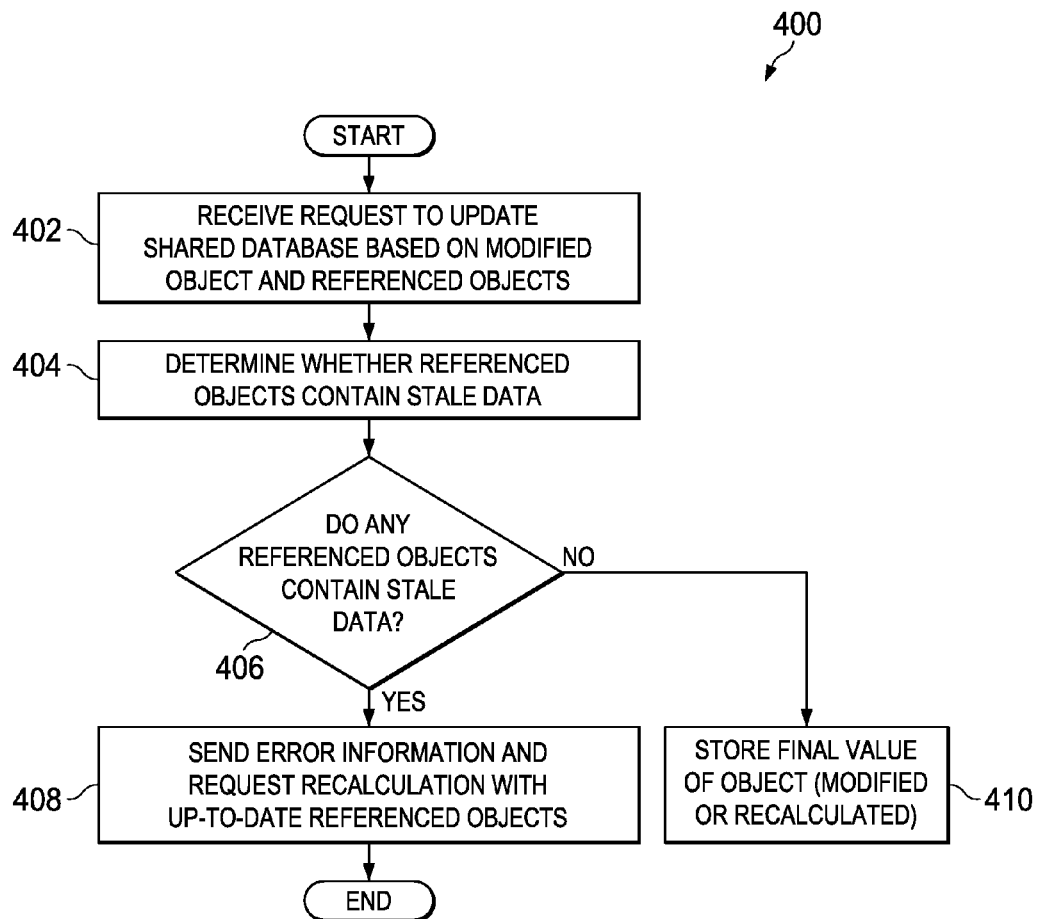 400
START
402
RECEIVE REQUEST TO UPDATE
SHARED DATABASE BASED ON MODIFIED
OBJECT AND REFERENCED OBJECTS
404
DETERMINE WHETHER REFERENCED
OBJECTS CONTAIN STALE DATA
DO ANY
REFERENCED OBJECTS
CONTAIN STALE
DATA?
NO
406
YES
408
SEND ERROR INFORMATION AND
REQUEST RECALCULATION WITH
UP-TO-DATE REFERENCED OBJECTS
STORE FINAL VALUE
OF OBJECT (MODIFIED
OR RECALCULATED)
410
END